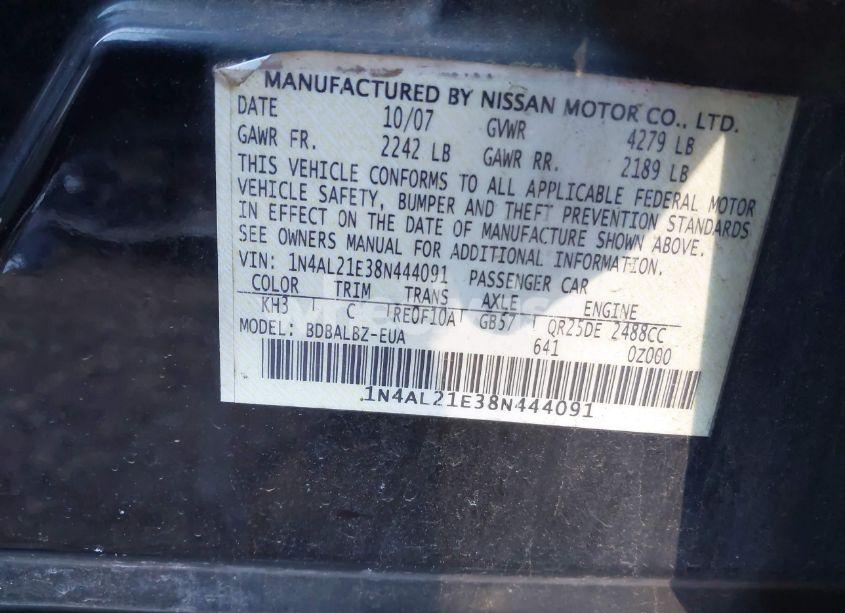 MANUFACTURED BY NISSAN MOTOR CO., LTD.
DATE 10/07 GVWR 4279 LB
GAWR FR. 2242 LB GAWR RR. 2189 LB
THIS VEHICLE CONFORMS TO ALL APPLICABLE FEDERAL MOTOR
VEHICLE SAFETY, BUMPER AND THEFT PREVENTION STANDARDS
IN EFFECT ON THE DATE OF MANUFACTURE SHOWN ABOVE.
SEE OWNERS MANUAL FOR ADDITIONAL INFORMATION.
VIN: 1N4AL21E38N444091 PASSENGER CAR
COLOR TRIM TRANS AXLE ENGINE
KH3 C RE0F10A GB57 QR25DE 2488CC
MODEL: BDBALBZ-EUA 641 0Z000
1N4AL21E38N444091